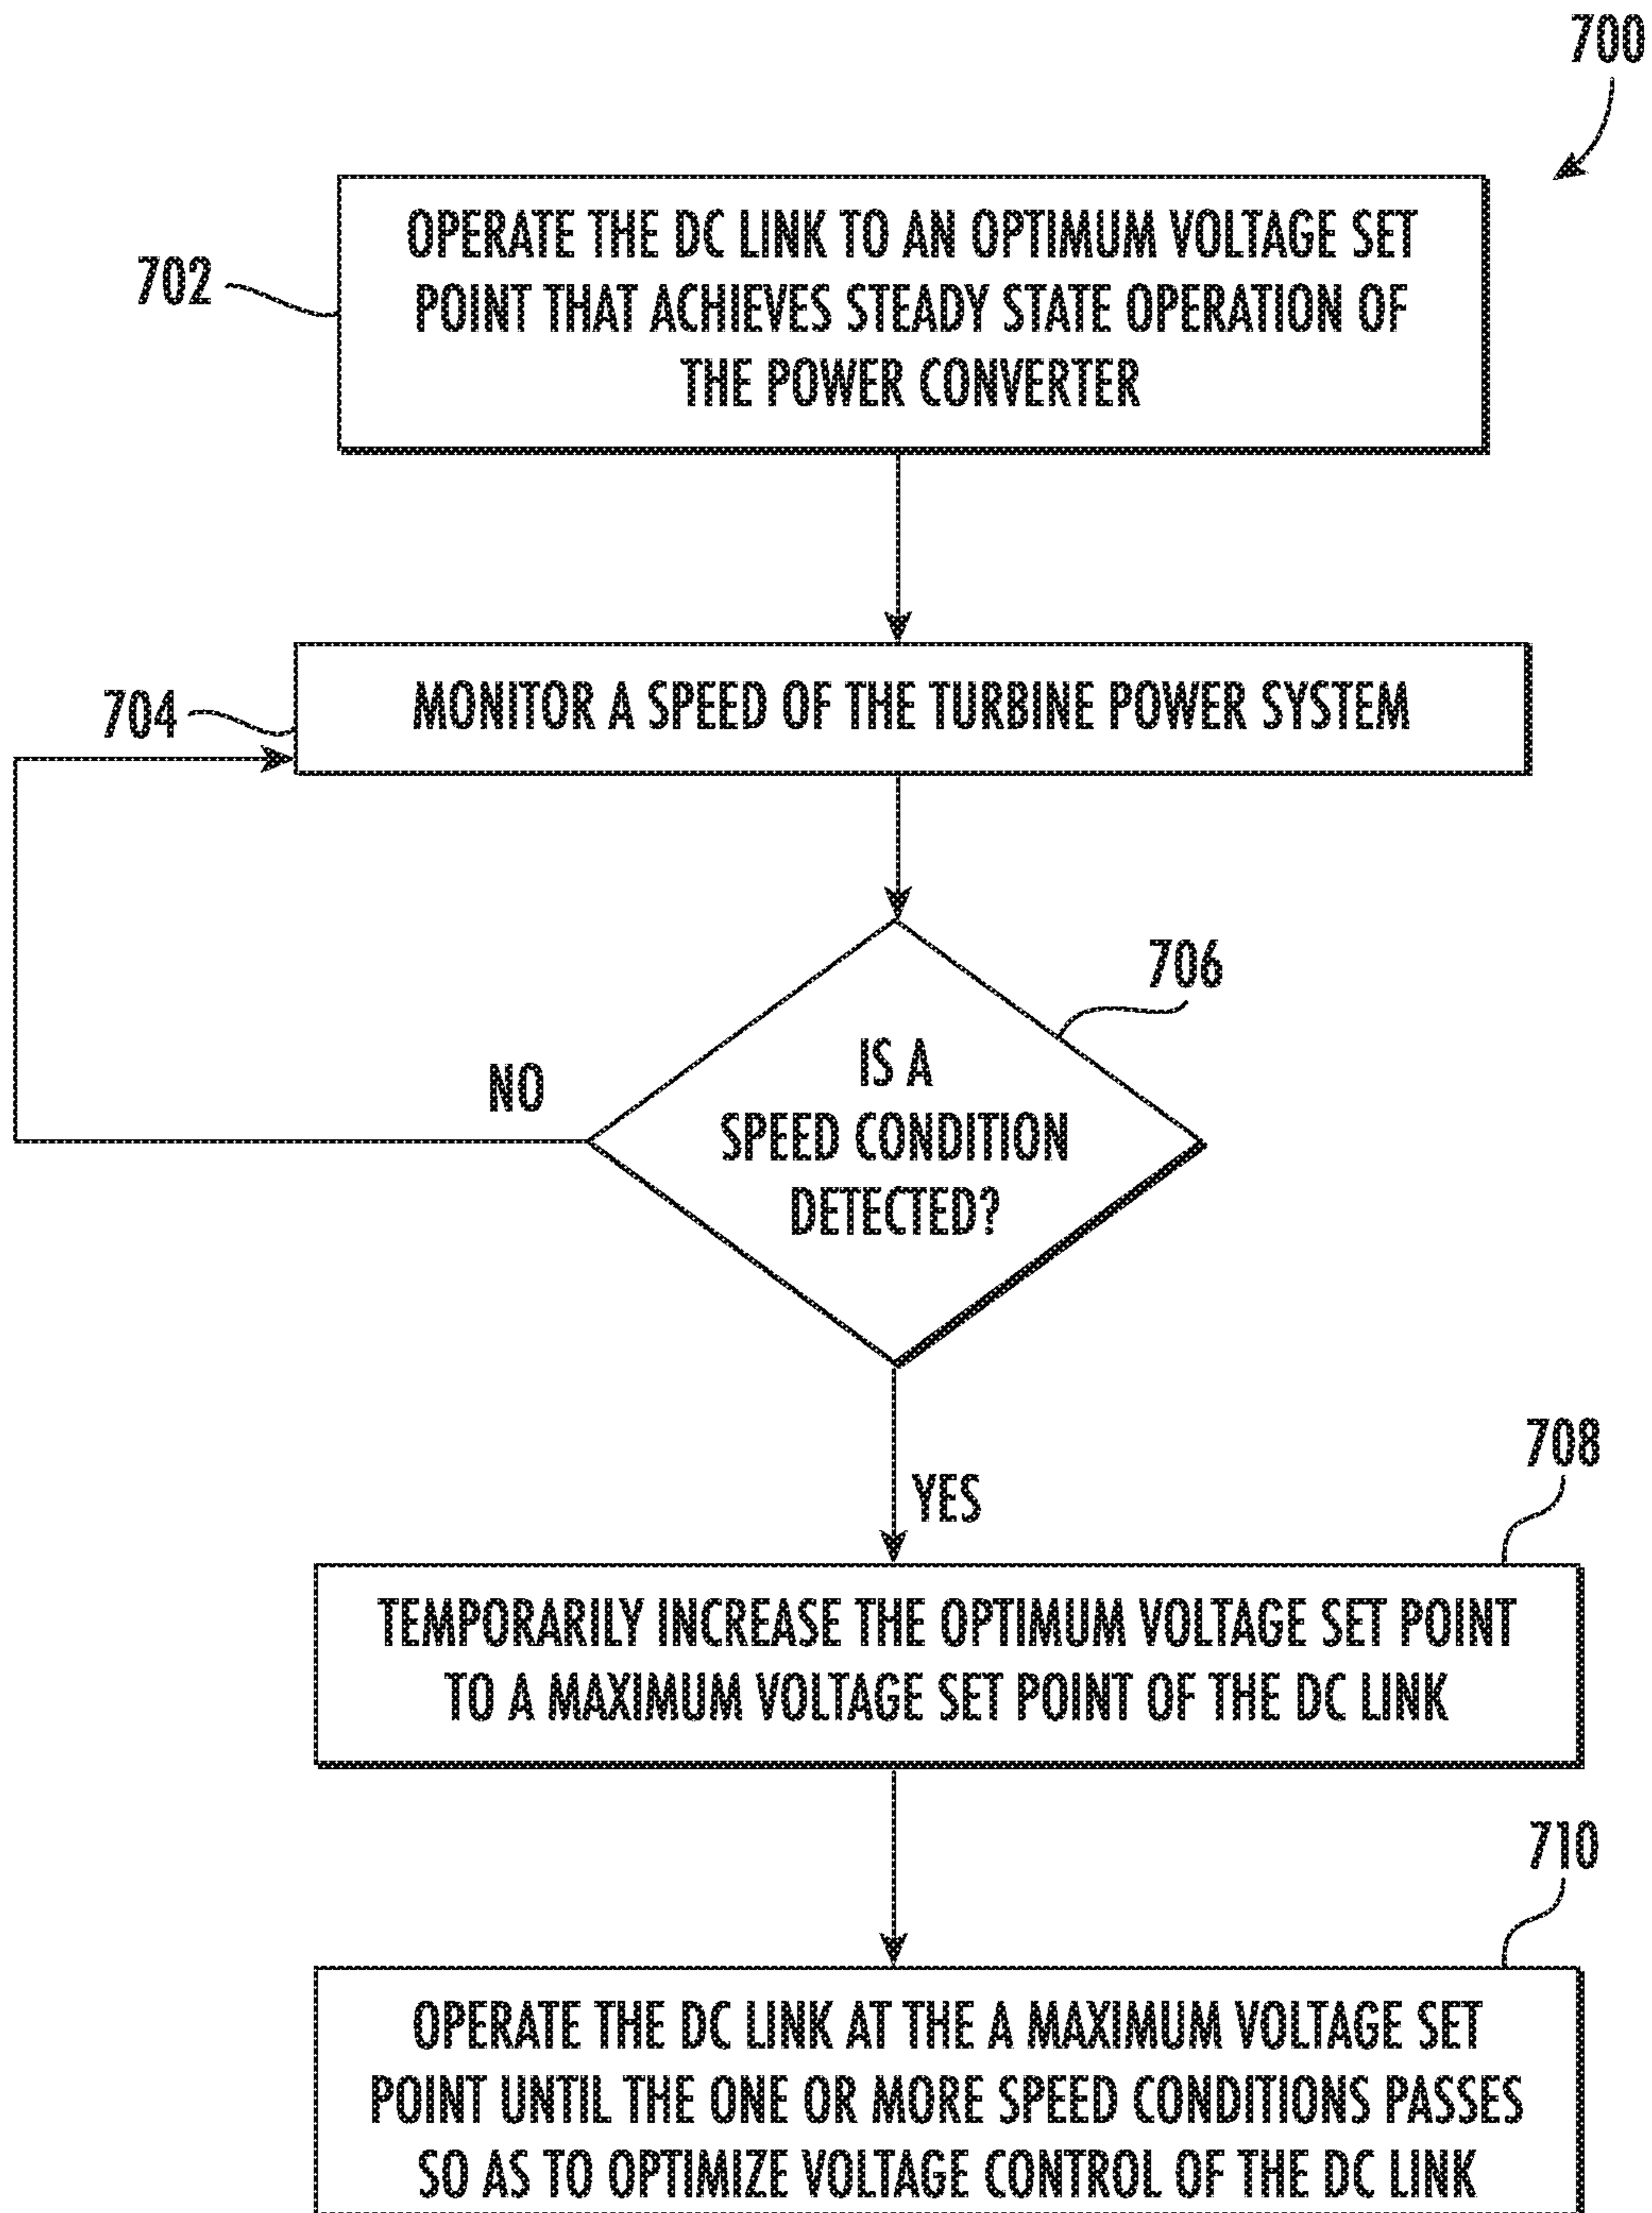 700
702
OPERATE THE DC LINK TO AN OPTIMUM VOLTAGE SET
POINT THAT ACHIEVES STEADY STATE OPERATION OF
THE POWER CONVERTER
704
MONITOR A SPEED OF THE TURBINE POWER SYSTEM
706
IS A
SPEED CONDITION
DETECTED?
NO
YES
708
TEMPORARILY INCREASE THE OPTIMUM VOLTAGE SET POINT
TO A MAXIMUM VOLTAGE SET POINT OF THE DC LINK
710
OPERATE THE DC LINK AT THE A MAXIMUM VOLTAGE SET
POINT UNTIL THE ONE OR MORE SPEED CONDITIONS PASSES
SO AS TO OPTIMIZE VOLTAGE CONTROL OF THE DC LINK